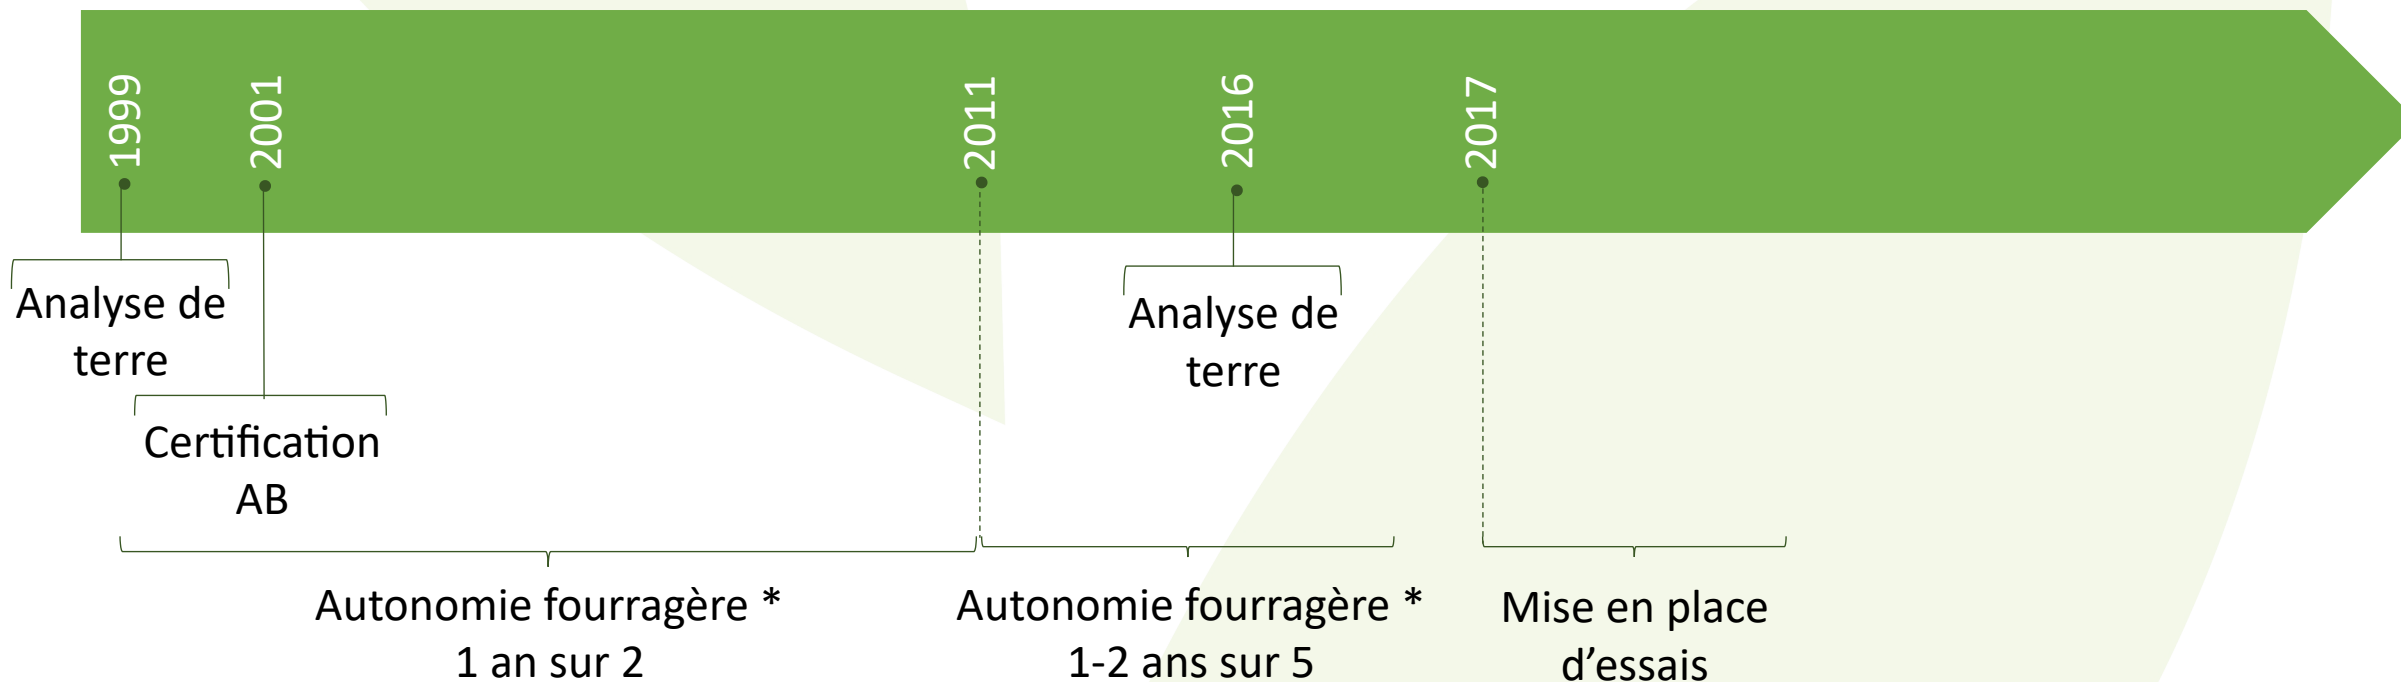 1999
2001
2011
2016
2017
Analyse de
terre
Certification
AB
Analyse de
terre
Autonomie fourragère *
1 an sur 2
Autonomie fourragère *
1-2 ans sur 5
Mise en place
d’essais